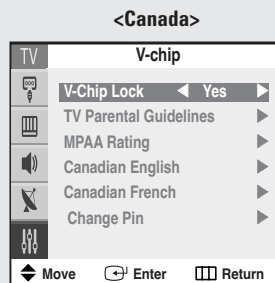 <Canada>
TV V-chip
V-Chip Lock Yes
TV Parental Guidelines
MPAA Rating
Canadian English
Canadian French
Change Pin
Move Enter Return